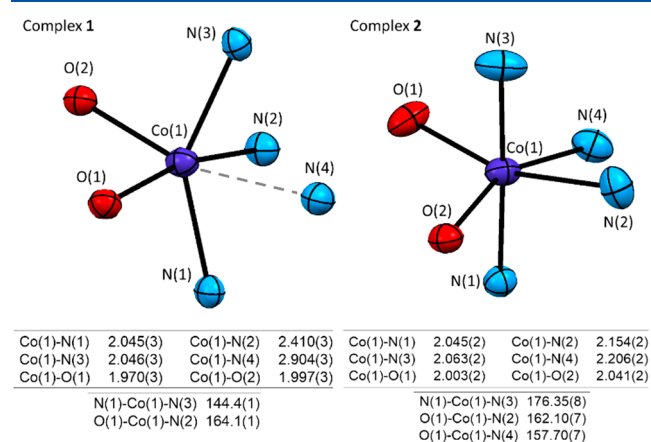 Complex 1
Complex 2
N(3)
N(3)
O(2)
O(1)
N(4)
Co(1)
N(2)
Co(1)
N(4)
O(1)
N(2)
O(2)
N(1)
N(1)
Co(1)-N(1) 2.045(3) Co(1)-N(2) 2.410(3)
Co(1)-N(3) 2.046(3) Co(1)-N(4) 2.904(3)
Co(1)-O(1) 1.970(3) Co(1)-O(2) 1.997(3)
N(1)-Co(1)-N(3) 144.4(1)
O(1)-Co(1)-N(2) 164.1(1)
Co(1)-N(1) 2.045(2) Co(1)-N(2) 2.154(2)
Co(1)-N(3) 2.063(2) Co(1)-N(4) 2.206(2)
Co(1)-O(1) 2.003(2) Co(1)-O(2) 2.041(2)
N(1)-Co(1)-N(3) 176.35(8)
O(1)-Co(1)-N(2) 162.10(7)
O(1)-Co(1)-N(4) 157.70(7)